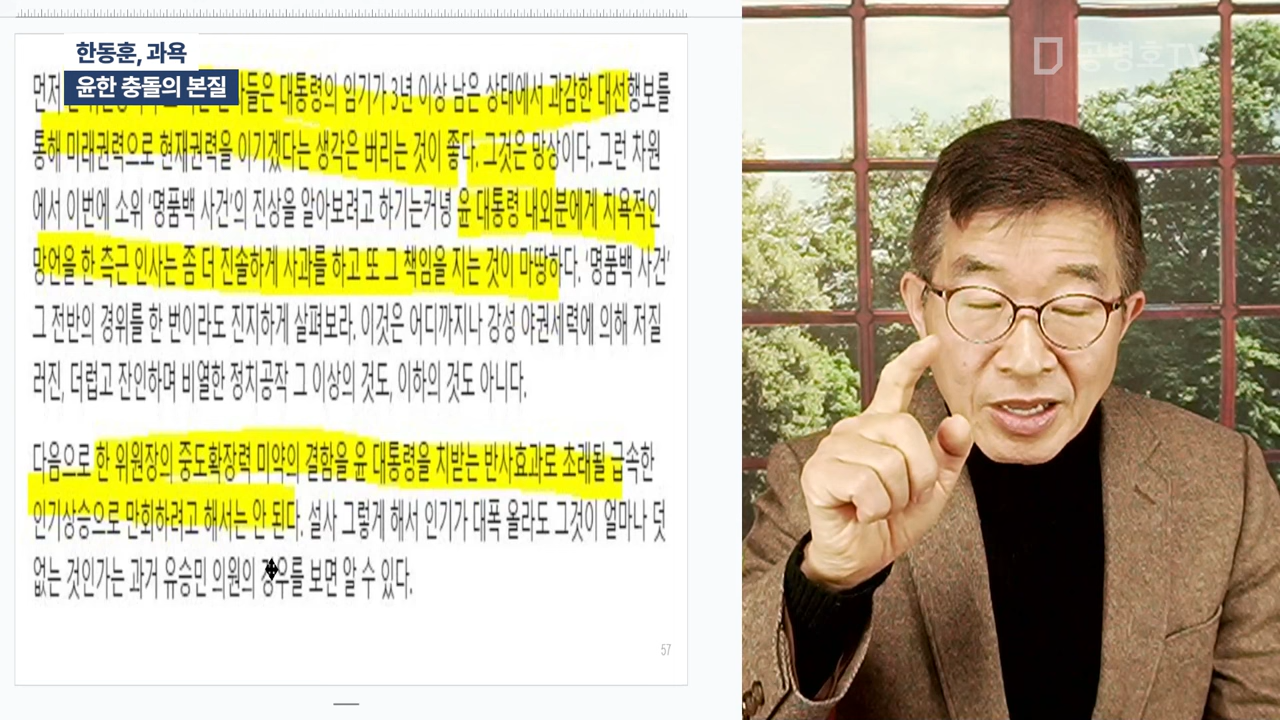 한동훈, 과욕
윤한 충돌의 본질
먼저 들은 대통령의 임기가 3년 이상 남은 상태에서 과감한 대선행보를
통해 미래권력으로 현재권력을 이기겠다는 생각은 버리는 것이 좋다. 그것은 망상이다. 그런 차원
에서 이번에 소위 ‘명품백 사건’의 진상을 알아보려고 하기는커녕 윤 대통령 내외분에게 치욕적인
망언을 한 측근 인사는 좀 더 진솔하게 사과를 하고 또 그 책임을 지는 것이 마땅하다. ‘명품백 사건’
그 전반의 경위를 한 번이라도 진지하게 살펴보라. 이것은 어디까지나 강성 야권세력에 의해 저질
러진, 더럽고 잔인하며 비열한 정치공작 그 이상의 것도, 이하의 것도 아니다.
다음으로 한 위원장의 중도확장력 미약의 결함을 윤 대통령을 치받는 반사효과로 초래될 급속한
인기상승으로 만회하려고 해서는 안 된다. 설사 그렇게 해서 인기가 대폭 올라도 그것이 얼마나 덧
없는 것인가는 과거 유승민 의원의 경우를 보면 알 수 있다.
57
공병호TV